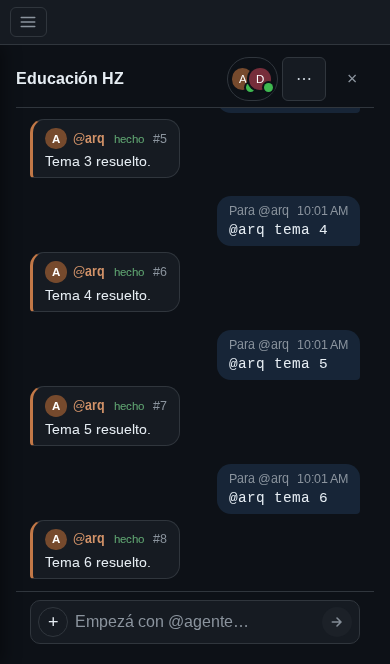 Educación HZ
A
D
A @arq hecho #5
Tema 3 resuelto.
Para @arq 10:01 AM
@arq tema 4
A @arq hecho #6
Tema 4 resuelto.
Para @arq 10:01 AM
@arq tema 5
A @arq hecho #7
Tema 5 resuelto.
Para @arq 10:01 AM
@arq tema 6
A @arq hecho #8
Tema 6 resuelto.
Empezá con @agente…